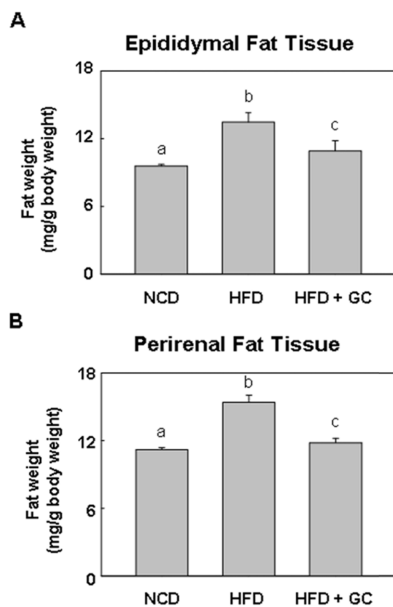 A
Epididymal Fat Tissue
Fat weight
(mg/g body weight)
18
12
6
0
a
b
c
NCD HFD HFD + GC
B
Perirenal Fat Tissue
Fat weight
(mg/g body weight)
18
12
6
0
a
b
c
NCD HFD HFD + GC